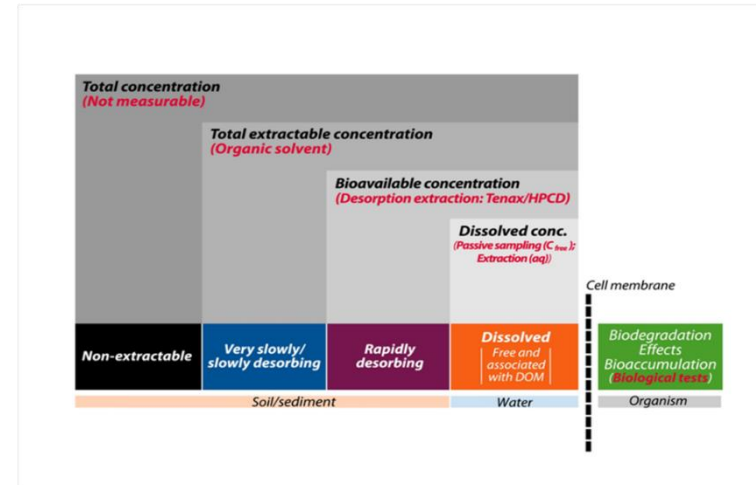 Total concentration
(Not measurable)
Total extractable concentration
(Organic solvent)
Bioavailable concentration
(Desorption extraction: Tenax/HPCD)
Dissolved conc.
(Passive sampling (C free);
Extraction (aq))
Cell membrane
Non-extractable
Very slowly/
slowly desorbing
Rapidly
desorbing
Dissolved
Free and
associated
with DOM
Biodegradation
Effects
Bioaccumulation
(Biological tests)
Soil/sediment
Water
Organism